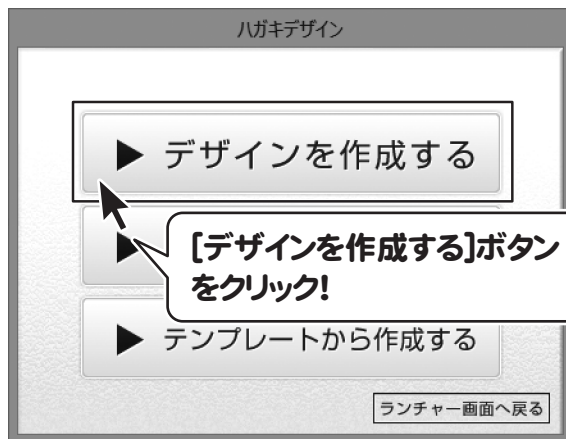 ハガキデザイン
▶ デザインを作成する
[デザインを作成する]ボタン
をクリック!
▶ テンプレートから作成する
ランチャー画面へ戻る